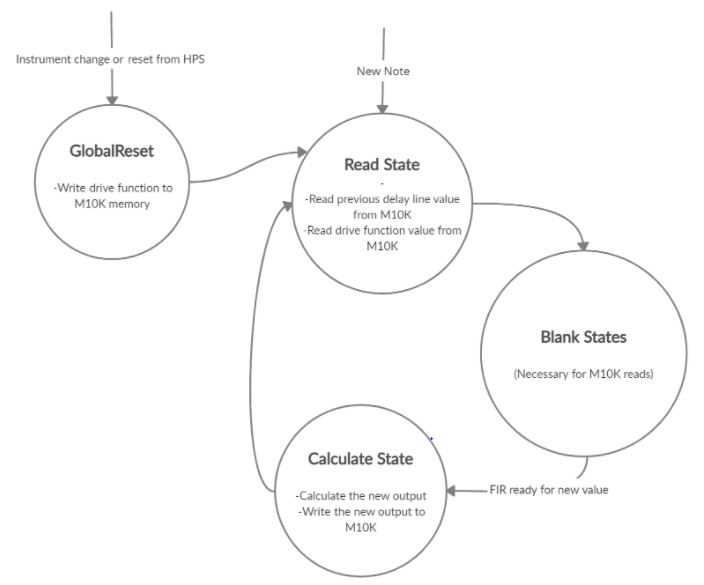 Instrument change or reset from HPS
New Note
GlobalReset
-Write drive function to
M10K memory
Read State
-
-Read previous delay line value
from M10K
-Read drive function value from
M10K
Blank States
(Necessary for M10K reads)
Calculate State
-Calculate the new output
-Write the new output to
M10K
FIR ready for new value